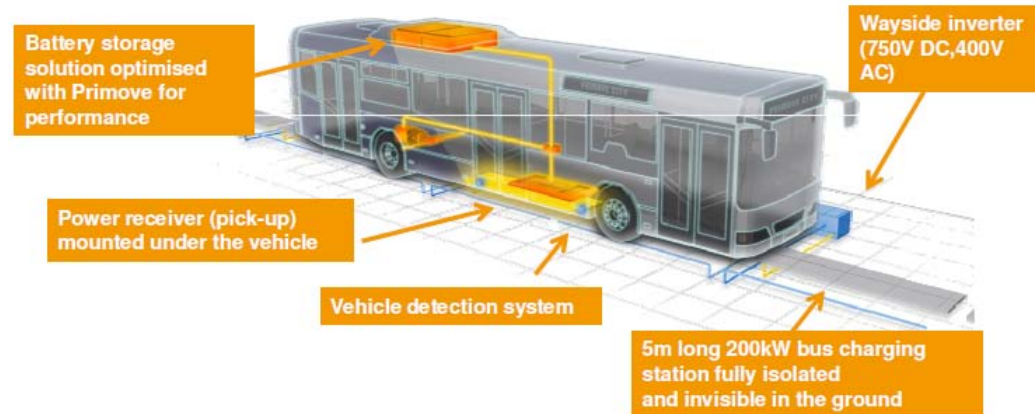 Battery storage
solution optimised
with Primove for
performance
Wayside inverter
(750V DC,400V
AC)
PRIMOVE CITY
Power receiver (pick-up)
mounted under the vehicle
Vehicle detection system
5m long 200kW bus charging
station fully isolated
and invisible in the ground